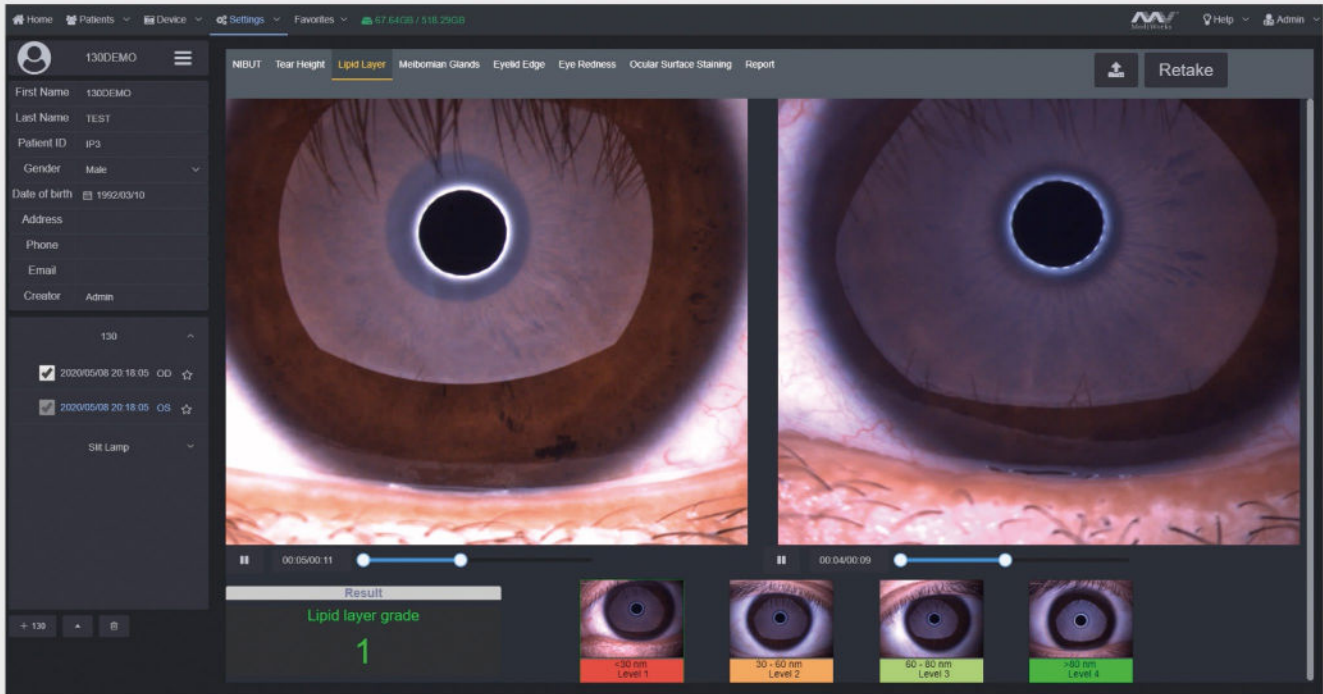 Home Patients Device Settings Favorites 67.64GB / 518.29GB MediWorks Help Admin
130DEMO
First Name 130DEMO
Last Name TEST
Patient ID IP3
Gender Male
Date of birth 1992/03/10
Address
Phone
Email
Creator Admin
130
2020/05/08 20:18:05 OD
2020/05/08 20:18:05 OS
Slit Lamp
+ 130
NIBUT Tear Height Lipid Layer Meibomian Glands Eyelid Edge Eye Redness Ocular Surface Staining Report
Retake
00:05/00:11
00:04/00:09
Result
Lipid layer grade
1
<30 nm
Level 1
30 - 60 nm
Level 2
60 - 80 nm
Level 3
>80 nm
Level 4